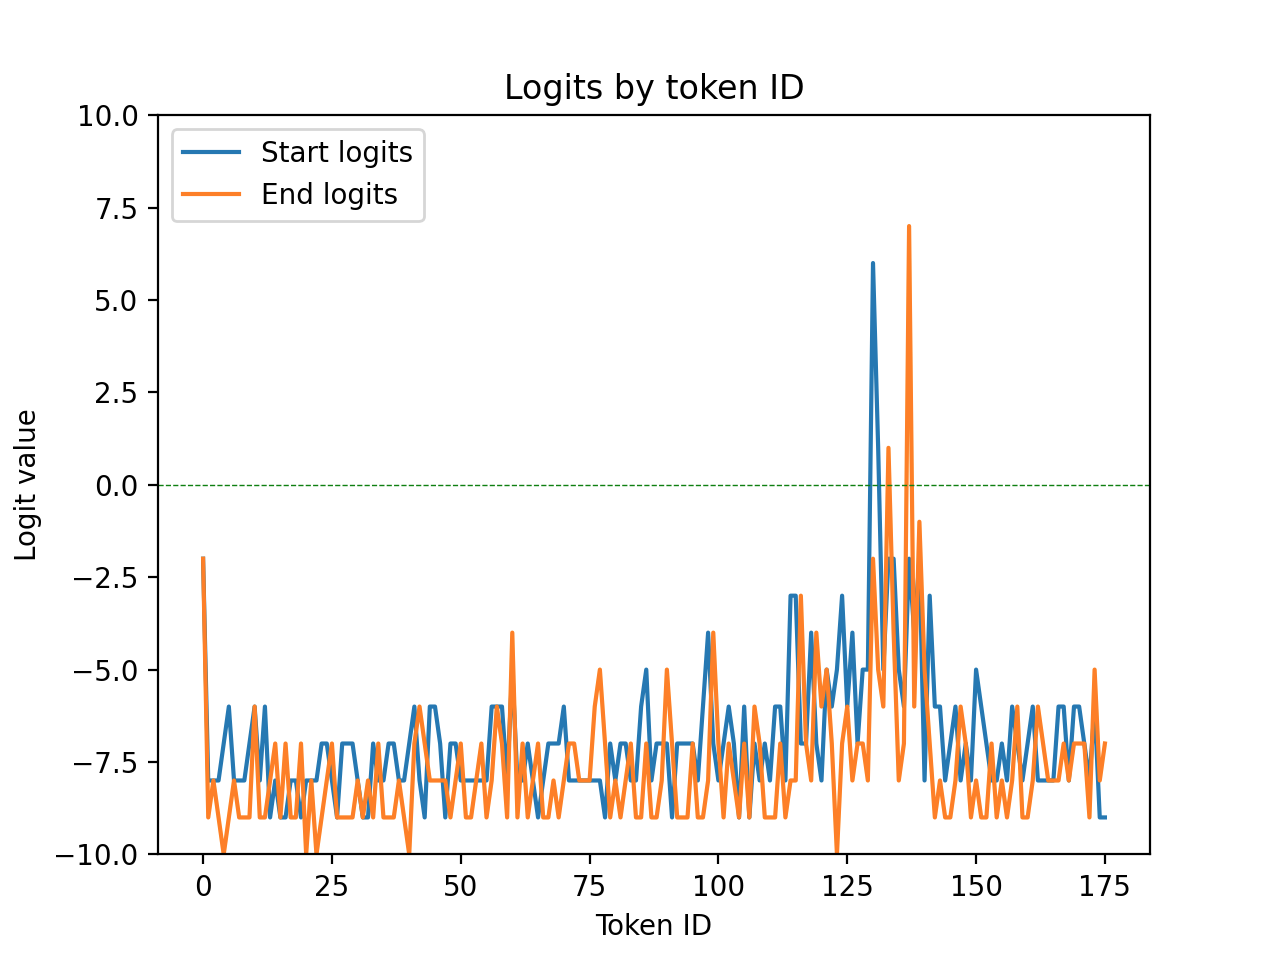 Logits by token ID
Start logits
End logits
10.0
7.5
5.0
2.5
0.0
−2.5
−5.0
−7.5
−10.0
Logit value
0 25 50 75 100 125 150 175
Token ID